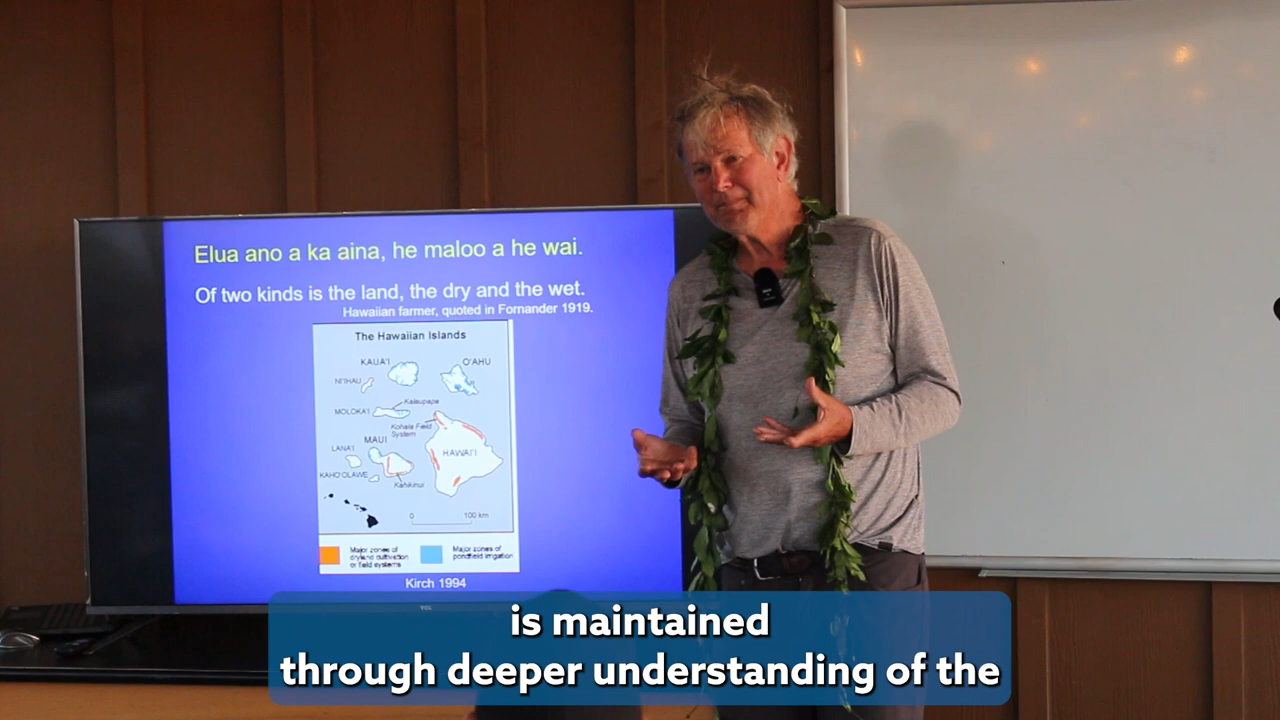 Elua ano a ka aina, he maloo a he wai.
Of two kinds is the land, the dry and the wet.
Hawaiian farmer, quoted in Fornander 1919.
The Hawaiian Islands
KAUA'I
O'AHU
NI'IHAU
Kalaupapa
MOLOKA'I
Kohala Field
System
MAUI
LANA'I
HAWAI'I
KAHO'OLAWE
Kahikinui
0 100 km
Major zones of
dryland cultivation
or field systems
Major zones of
pondfield irrigation
Kirch 1994
TCL
is maintained
through deeper understanding of the